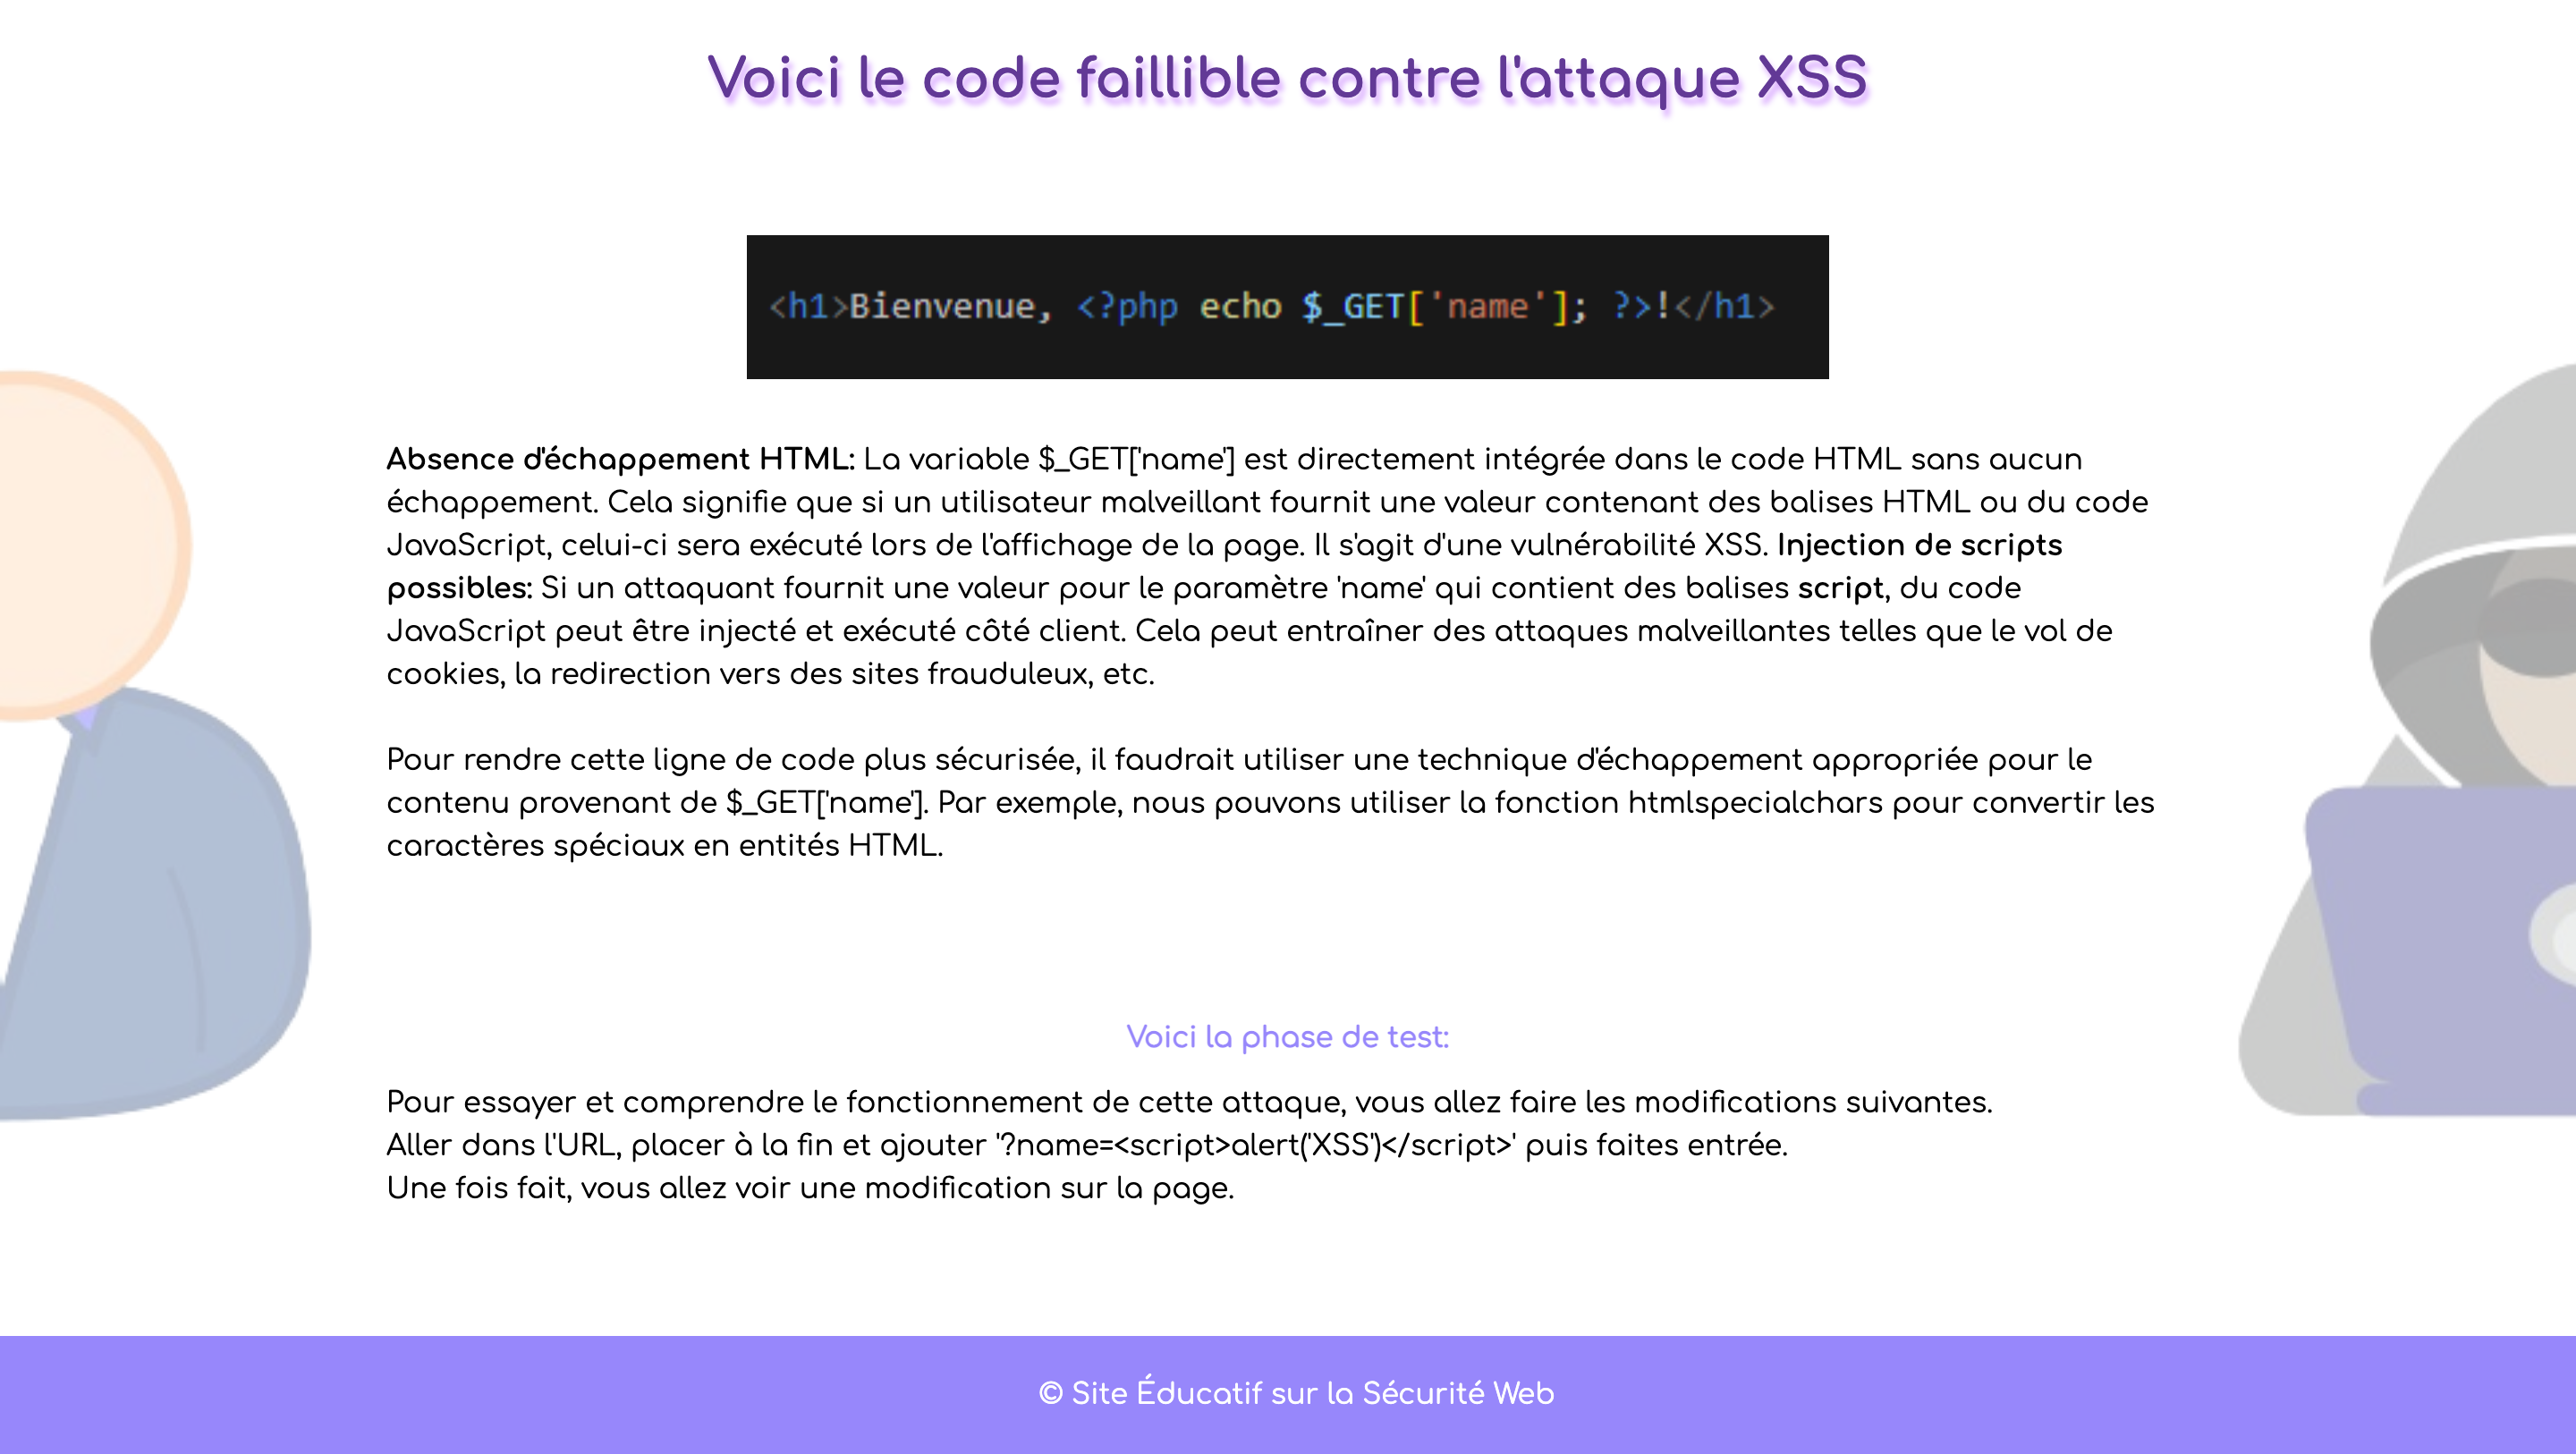 Voici le code faillible contre l'attaque XSS
<h1>Bienvenue, <?php echo $_GET['name']; ?>!</h1>
Absence d'échappement HTML: La variable $_GET['name'] est directement intégrée dans le code HTML sans aucun
échappement. Cela signifie que si un utilisateur malveillant fournit une valeur contenant des balises HTML ou du code
JavaScript, celui-ci sera exécuté lors de l'affichage de la page. Il s'agit d'une vulnérabilité XSS. Injection de scripts
possibles: Si un attaquant fournit une valeur pour le paramètre 'name' qui contient des balises script, du code
JavaScript peut être injecté et exécuté côté client. Cela peut entraîner des attaques malveillantes telles que le vol de
cookies, la redirection vers des sites frauduleux, etc.
Pour rendre cette ligne de code plus sécurisée, il faudrait utiliser une technique d'échappement appropriée pour le
contenu provenant de $_GET['name']. Par exemple, nous pouvons utiliser la fonction htmlspecialchars pour convertir les
caractères spéciaux en entités HTML.
Voici la phase de test:
Pour essayer et comprendre le fonctionnement de cette attaque, vous allez faire les modifications suivantes.
Aller dans l'URL, placer à la fin et ajouter '?name=<script>alert('XSS')</script>' puis faites entrée.
Une fois fait, vous allez voir une modification sur la page.
© Site Éducatif sur la Sécurité Web